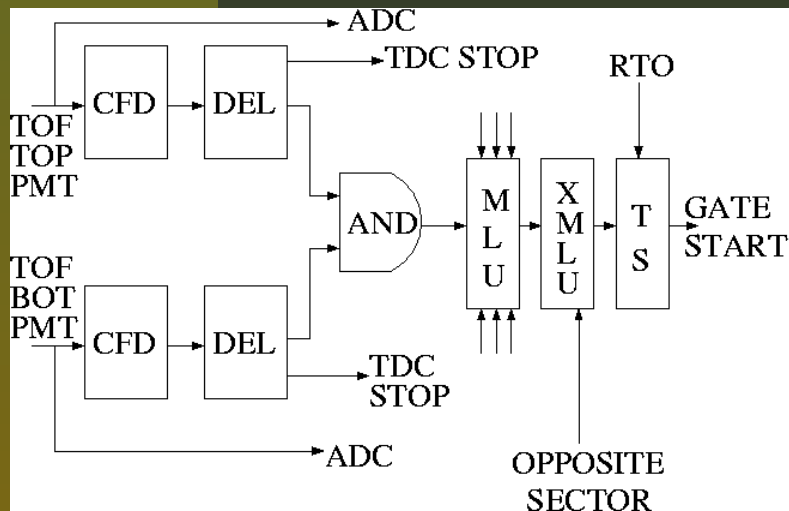 ADC
TDC STOP
RTO
CFD
DEL
TOF
TOP
PMT
AND
M
L
U
X
M
L
U
T
S
GATE
START
TOF
BOT
PMT
CFD
DEL
TDC
STOP
ADC
OPPOSITE
SECTOR